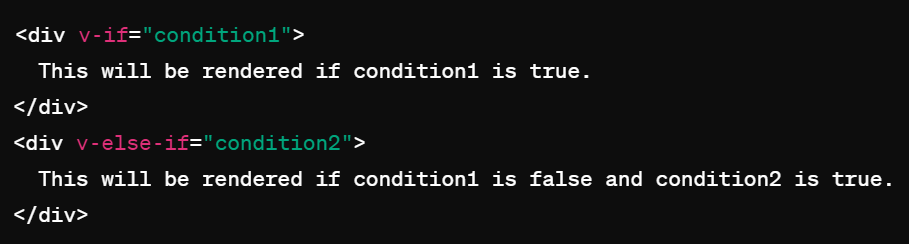 <div v-if="condition1">
  This will be rendered if condition1 is true.
</div>
<div v-else-if="condition2">
  This will be rendered if condition1 is false and condition2 is true.
</div>